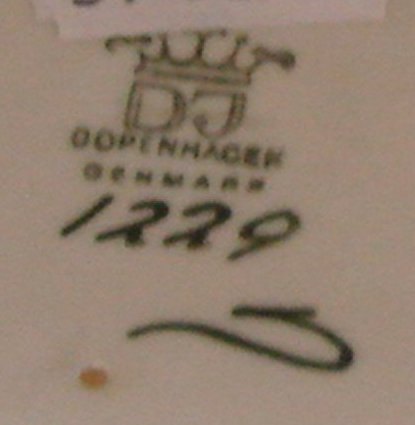 DJ
COPENHAGEN
DENMARK
1229